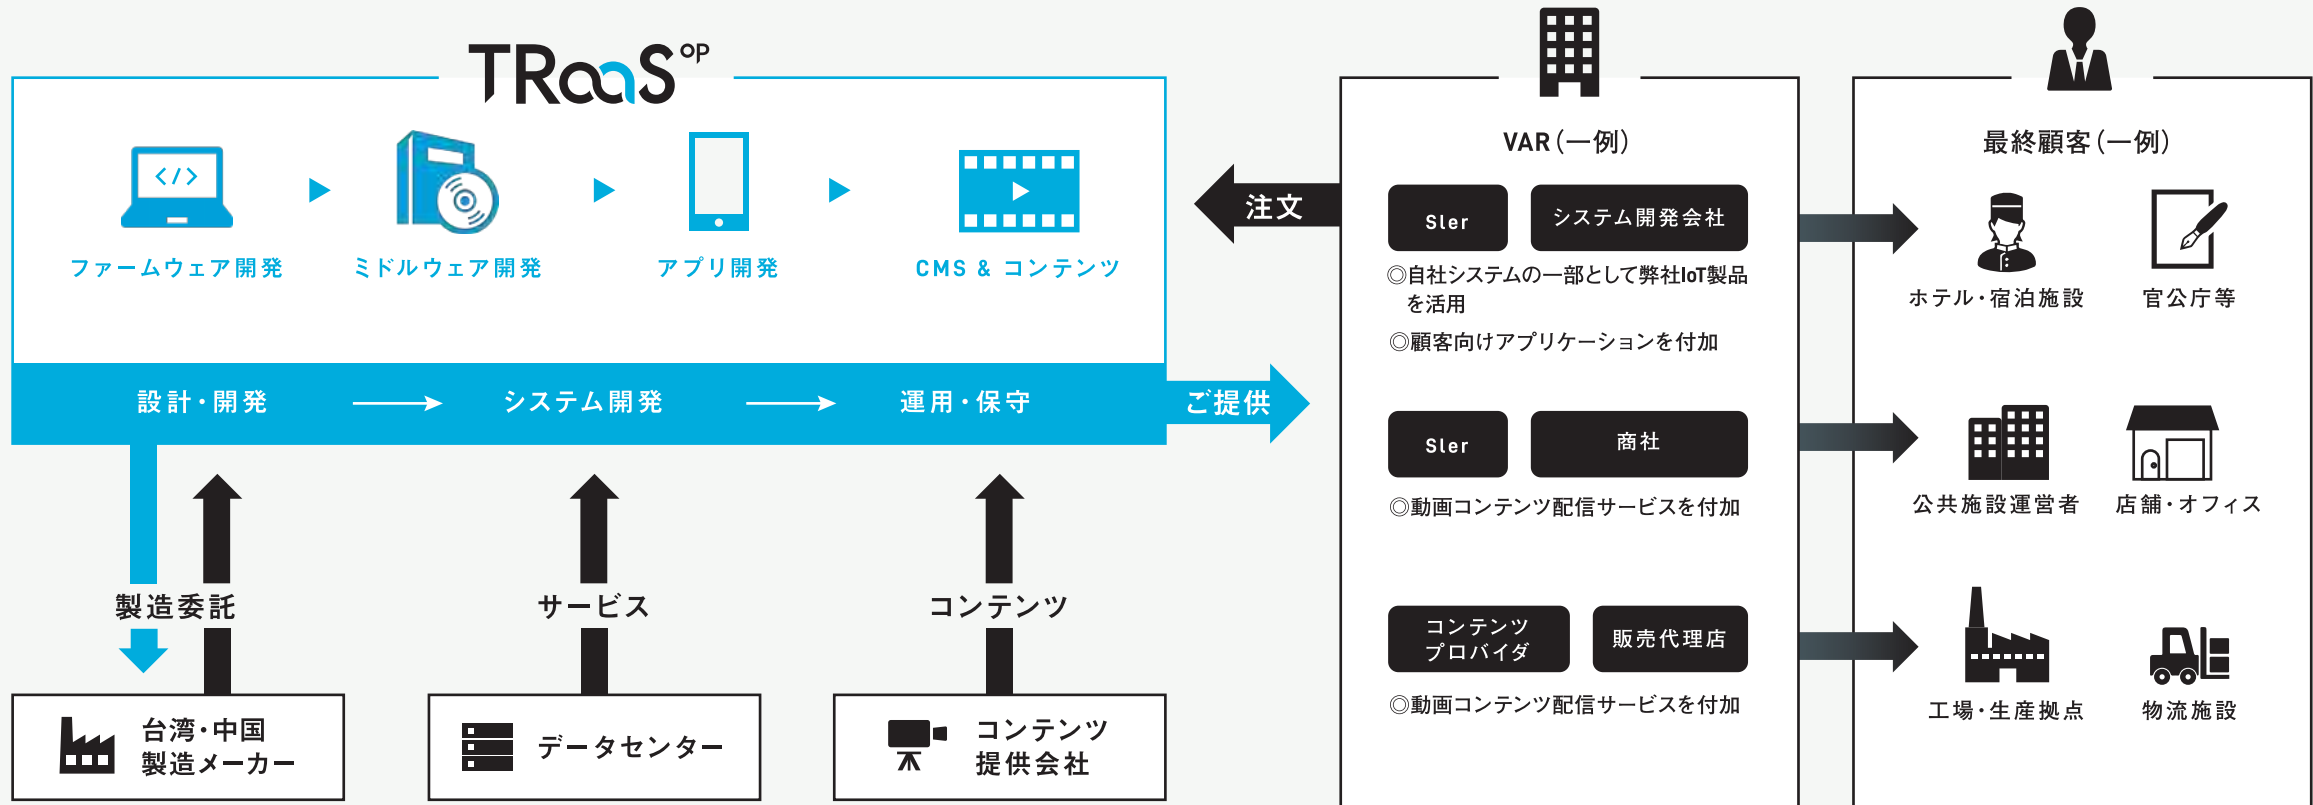 TRaaS OP
</>
ファームウェア開発
ミドルウェア開発
アプリ開発
CMS & コンテンツ
設計・開発
システム開発
運用・保守
ご提供
注文
製造委託
サービス
コンテンツ
台湾・中国
製造メーカー
データセンター
コンテンツ
提供会社
VAR(一例)
SIer
システム開発会社
◎自社システムの一部として弊社IoT製品
を活用
◎顧客向けアプリケーションを付加
SIer
商社
◎動画コンテンツ配信サービスを付加
コンテンツ
プロバイダ
販売代理店
◎動画コンテンツ配信サービスを付加
最終顧客(一例)
ホテル・宿泊施設
官公庁等
公共施設運営者
店舗・オフィス
工場・生産拠点
物流施設